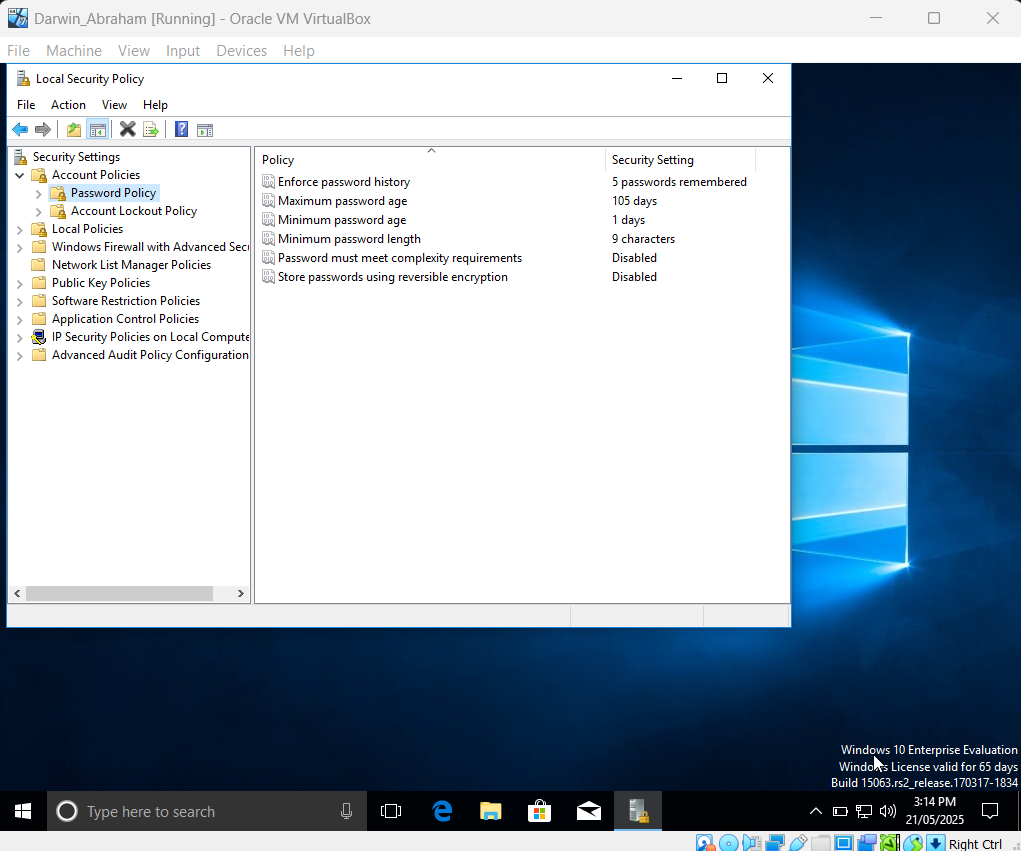 Darwin_Abraham [Running] - Oracle VM VirtualBox
File Machine View Input Devices Help
Local Security Policy
File Action View Help
Security Settings
Account Policies
Password Policy
Account Lockout Policy
Local Policies
Windows Firewall with Advanced Secu
Network List Manager Policies
Public Key Policies
Software Restriction Policies
Application Control Policies
IP Security Policies on Local Compute
Advanced Audit Policy Configuration
Policy Security Setting
Enforce password history 5 passwords remembered
Maximum password age 105 days
Minimum password age 1 days
Minimum password length 9 characters
Password must meet complexity requirements Disabled
Store passwords using reversible encryption Disabled
Windows 10 Enterprise Evaluation
Windows License valid for 65 days
Build 15063.rs2_release.170317-1834
Type here to search
3:14 PM
21/05/2025
Right Ctrl